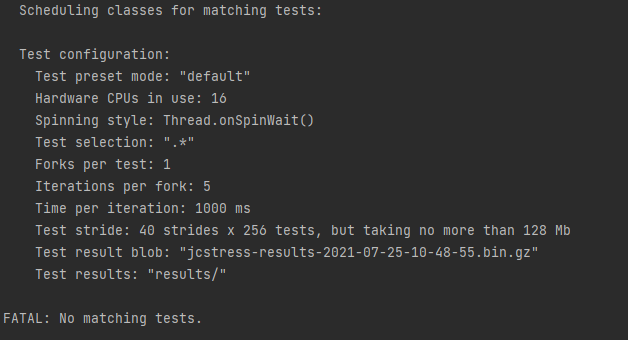 Scheduling classes for matching tests:
Test configuration:
Test preset mode: "default"
Hardware CPUs in use: 16
Spinning style: Thread.onSpinWait()
Test selection: ".*"
Forks per test: 1
Iterations per fork: 5
Time per iteration: 1000 ms
Test stride: 40 strides x 256 tests, but taking no more than 128 Mb
Test result blob: "jcstress-results-2021-07-25-10-48-55.bin.gz"
Test results: "results/"
FATAL: No matching tests.